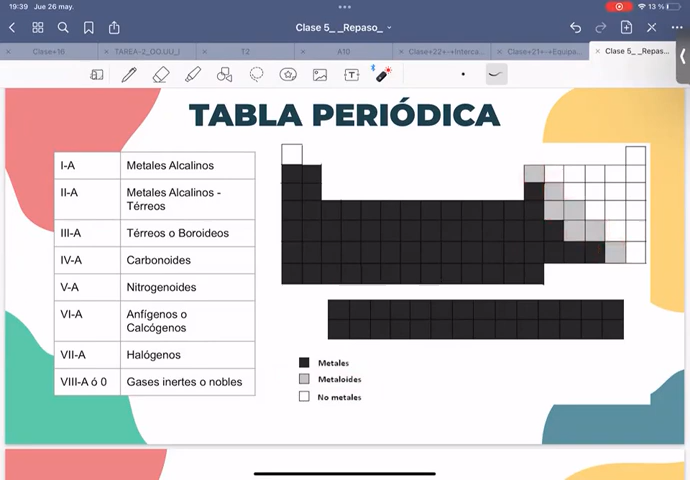 19:39 Jue 26 may.
13 %
Clase 5_ _Repaso_
Clase+16
TAREA-2_OO.UU_I
T2
A10
Clase+22+-+Interca...
Clase+21+-+Equipa...
Clase 5_ _Repas...
TABLA PERIÓDICA
I-A Metales Alcalinos
II-A Metales Alcalinos -
Térreos
III-A Térreos o Boroideos
IV-A Carbonoides
V-A Nitrogenoides
VI-A Anfígenos o
Calcógenos
VII-A Halógenos
VIII-A ó 0 Gases inertes o nobles
Metales
Metaloides
No metales